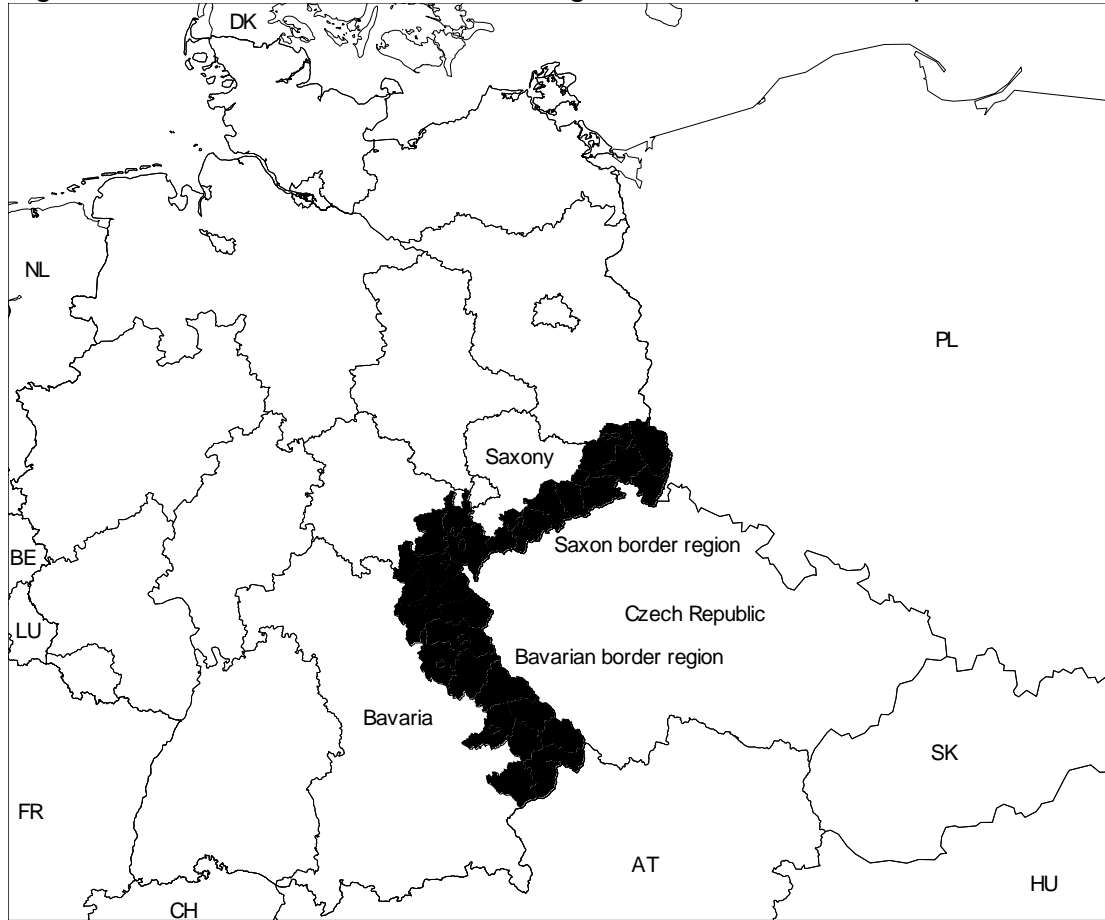 DK
NL
PL
Saxony
Saxon border region
BE
Czech Republic
LU
Bavarian border region
Bavaria
SK
FR
AT
HU
CH